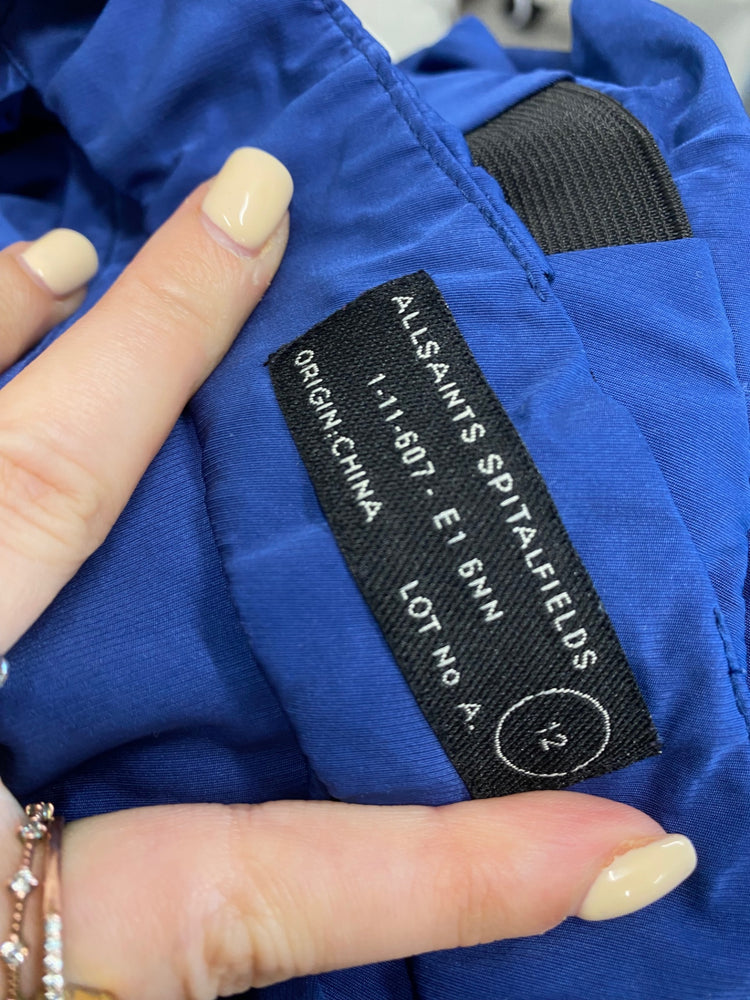 ALLSAINTS SPITALFIELDS
1-11-607 - E1 6NN
ORIGIN:CHINA LOT No A.
12